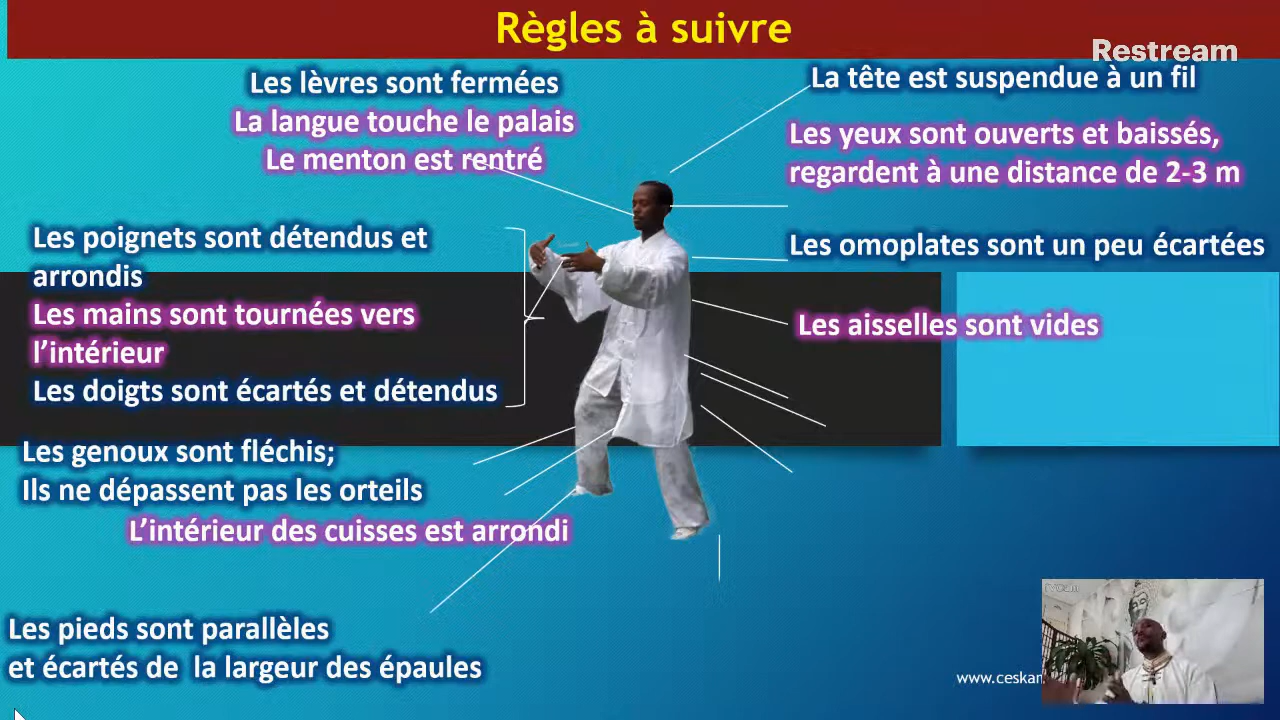 Règles à suivre
Restream
Les lèvres sont fermées
La langue touche le palais
Le menton est rentré
La tête est suspendue à un fil
Les yeux sont ouverts et baissés,
regardent à une distance de 2-3 m
Les poignets sont détendus et
arrondis
Les mains sont tournées vers
l’intérieur
Les doigts sont écartés et détendus
Les omoplates sont un peu écartées
Les aisselles sont vides
Les genoux sont fléchis;
Ils ne dépassent pas les orteils
L’intérieur des cuisses est arrondi
Les pieds sont parallèles
et écartés de la largeur des épaules